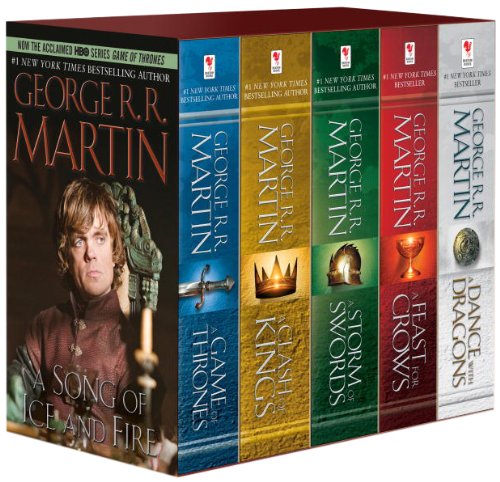 NOW THE ACCLAIMED HBO SERIES GAME OF THRONES
#1 NEW YORK TIMES BESTSELLING AUTHOR
GEORGE R.R.
MARTIN
A SONG OF
ICE AND FIRE
#1 NEW YORK TIMES
BESTSELLING AUTHOR
GEORGE R.R.
MARTIN
A GAME OF
THRONES
#1 NEW YORK TIMES
BESTSELLING AUTHOR
GEORGE R.R.
MARTIN
A CLASH OF
KINGS
#1 NEW YORK TIMES
BESTSELLING AUTHOR
GEORGE R.R.
MARTIN
A STORM OF
SWORDS
#1 NEW YORK TIMES
BESTSELLER
GEORGE R.R.
MARTIN
A FEAST FOR
CROWS
#1 NEW YORK TIMES
BESTSELLER
GEORGE R.R.
MARTIN
A DANCE WITH
DRAGONS